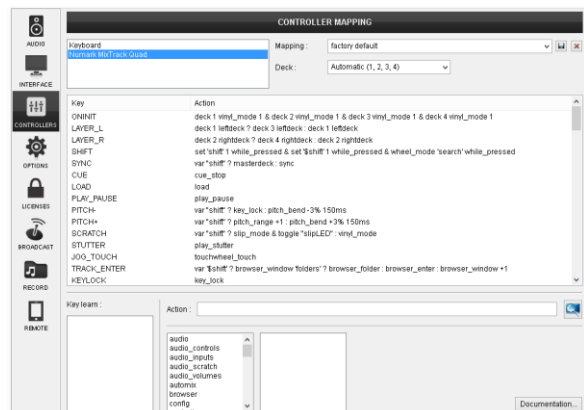 CONTROLLER MAPPING
AUDIO
INTERFACE
CONTROLLERS
OPTIONS
LICENSES
BROADCAST
RECORD
REMOTE
Keyboard
Numark MixTrack Quad
Mapping :
factory default
Deck :
Automatic (1, 2, 3, 4)
Key Action
ONINIT deck 1 vinyl_mode 1 & deck 2 vinyl_mode 1 & deck 3 vinyl_mode 1 & deck 4 vinyl_mode 1
LAYER_L deck 1 leftdeck ? deck 3 leftdeck : deck 1 leftdeck
LAYER_R deck 2 rightdeck ? deck 4 rightdeck : deck 2 rightdeck
SHIFT set 'shift' 1 while_pressed & set '$shift' 1 while_pressed & wheel_mode 'search' while_pressed
SYNC var "shift" ? masterdeck : sync
CUE cue_stop
LOAD load
PLAY_PAUSE play_pause
PITCH- var "shift" ? key_lock : pitch_bend -3% 150ms
PITCH+ var "shift" ? pitch_range +1 : pitch_bend +3% 150ms
SCRATCH var "shift" ? slip_mode & toggle "slipLED" : vinyl_mode
STUTTER play_stutter
JOG_TOUCH touchwheel_touch
TRACK_ENTER var '$shift' ? browser_window 'folders' ? browser_folder : browser_enter : browser_window +1
KEYLOCK key_lock
Key learn :
Action :
audio
audio_controls
audio_inputs
audio_scratch
audio_volumes
automix
browser
config
Documentation...